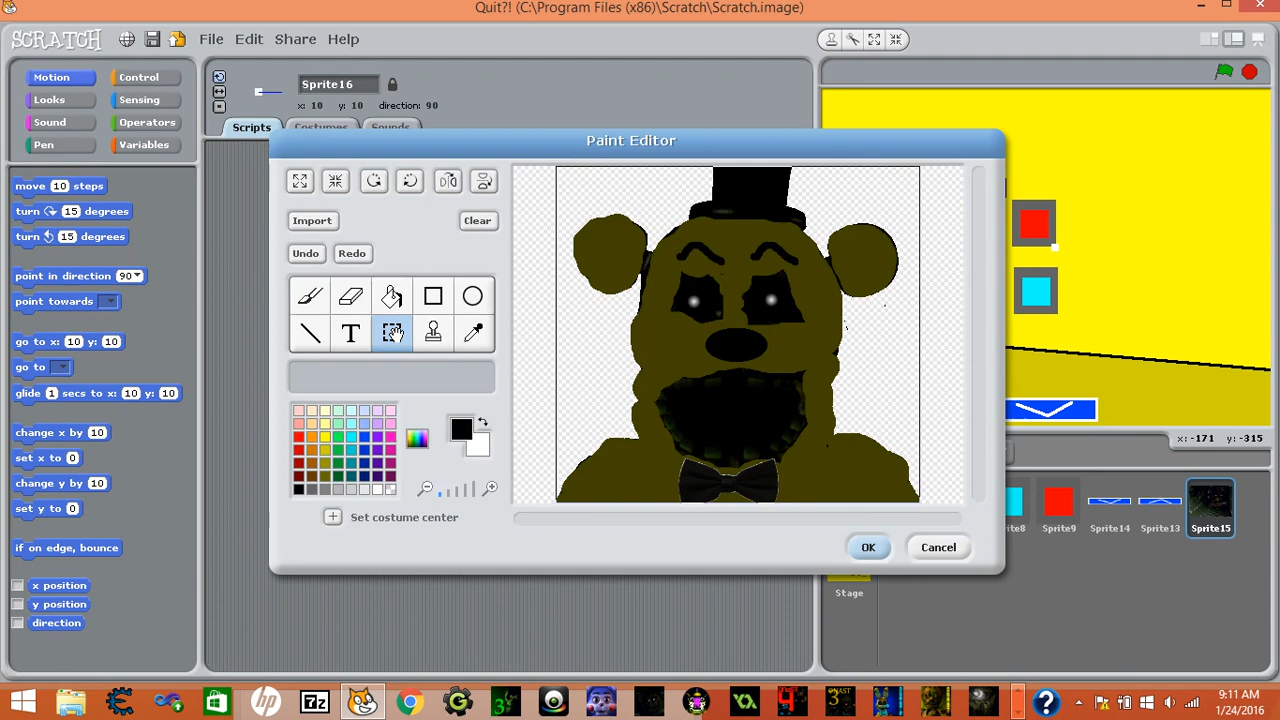 Quit?! (C:\Program Files (x86)\Scratch\Scratch.image)
SCRATCH File Edit Share Help
Motion Control
Looks Sensing
Sound Operators
Pen Variables
Sprite16
x: 10 y: 10 direction: 90
Scripts Costumes Sounds
Paint Editor
Import Clear
Undo Redo
T
Set costume center
OK Cancel
move 10 steps
turn 15 degrees
turn 15 degrees
point in direction 90
point towards
go to x: 10 y: 10
go to
glide 1 secs to x: 10 y: 10
change x by 10
set x to 0
change y by 10
set y to 0
if on edge, bounce
x position
y position
direction
x: -171 y: -315
Sprite9 Sprite14 Sprite13 Sprite15
Stage
hp 7z
9:11 AM
1/24/2016